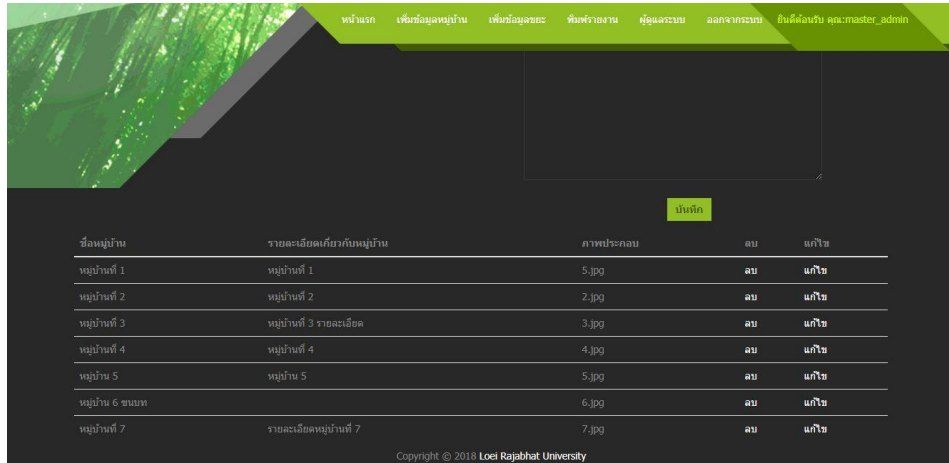 หน้าแรก เพิ่มข้อมูลหมู่บ้าน เพิ่มข้อมูลขยะ พิมพ์รายงาน ผู้ดูแลระบบ ออกจากระบบ ยินดีต้อนรับ คุณ:master_admin
บันทึก
ชื่อหมู่บ้าน รายละเอียดเกี่ยวกับหมู่บ้าน ภาพประกอบ ลบ แก้ไข
หมู่บ้านที่ 1 หมู่บ้านที่ 1 5.jpg ลบ แก้ไข
หมู่บ้านที่ 2 หมู่บ้านที่ 2 2.jpg ลบ แก้ไข
หมู่บ้านที่ 3 หมู่บ้านที่ 3 รายละเอียด 3.jpg ลบ แก้ไข
หมู่บ้านที่ 4 หมู่บ้านที่ 4 4.jpg ลบ แก้ไข
หมู่บ้าน 5 หมู่บ้าน 5 5.jpg ลบ แก้ไข
หมู่บ้าน 6 ชนบท 6.jpg ลบ แก้ไข
หมู่บ้านที่ 7 รายละเอียดหมู่บ้านที่ 7 7.jpg ลบ แก้ไข
Copyright © 2018 Loei Rajabhat University